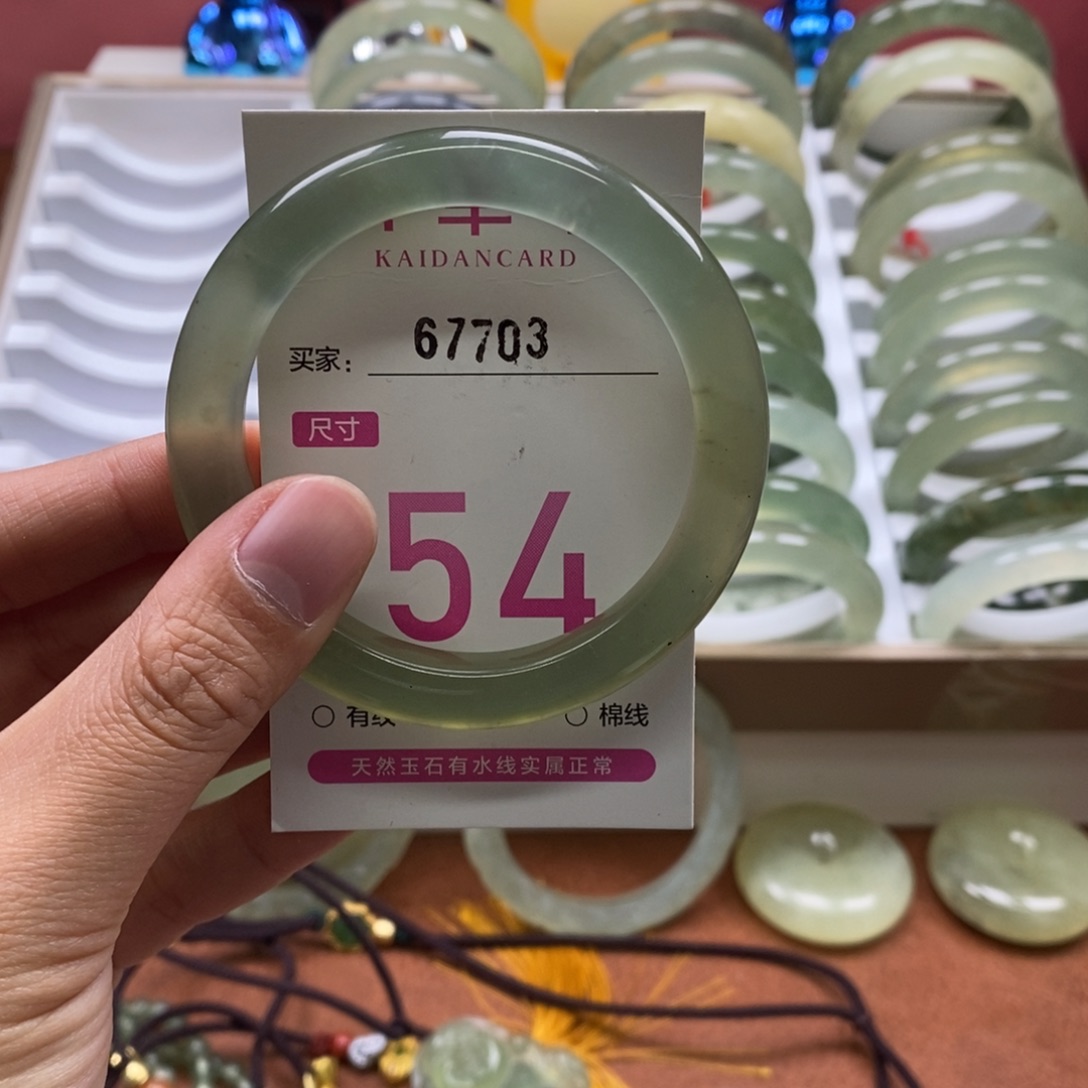 KAIDANCARD
买家: 67703
尺寸
54
○ 有纹 ○ 棉线
天然玉石有水线实属正常